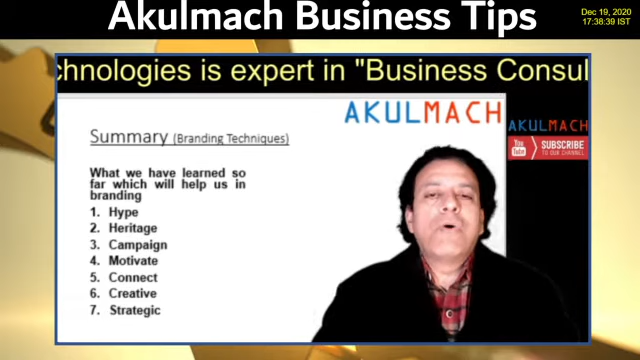 Akulmach Business Tips
Dec 19, 2020
17:38:39 IST
chnologies is expert in "Business Consul
AKULMACH
AKULMACH
You Tube
SUBSCRIBE
TO OUR CHANNEL
Summary (Branding Techniques)
What we have learned so
far which will help us in
branding
1. Hype
2. Heritage
3. Campaign
4. Motivate
5. Connect
6. Creative
7. Strategic